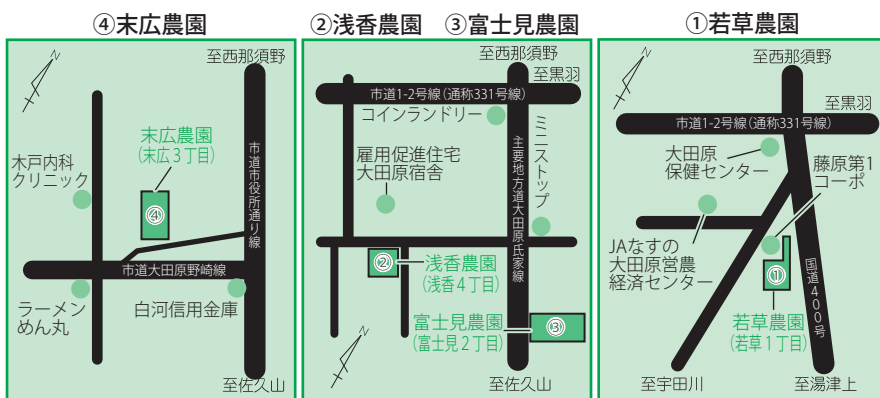 ④末広農園
N
至西那須野
末広農園
(末広3丁目)
木戸内科
クリニック
④
市道市役所通り線
市道大田原野崎線
ラーメン
めん丸
白河信用金庫
至佐久山
②浅香農園 ③富士見農園
N
至西那須野
至黒羽
市道1-2号線(通称331号線)
コインランドリー
ミニストップ
雇用促進住宅
大田原宿舎
主要地方道大田原氏家線
②
浅香農園
(浅香4丁目)
富士見農園
(富士見2丁目)
③
N
至佐久山
①若草農園
N
至西那須野
至黒羽
市道1-2号線(通称331号線)
大田原
保健センター
藤原第1
コーポ
JAなすの
大田原営農
経済センター
①
国道400号
若草農園
(若草1丁目)
至宇田川
至湯津上